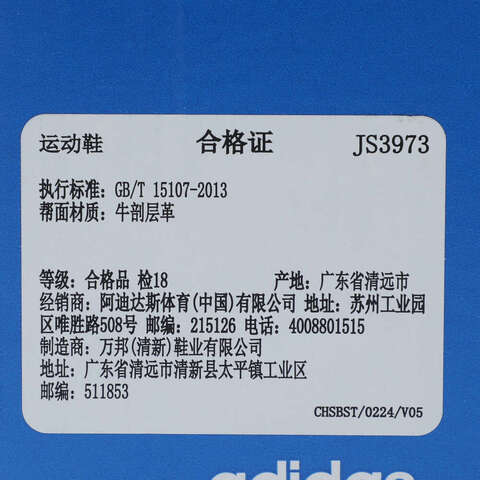 运动鞋 合格证 JS3973
执行标准: GB/T 15107-2013
帮面材质: 牛剖层革
等级: 合格品 检18 产地: 广东省清远市
经销商: 阿迪达斯体育(中国)有限公司 地址: 苏州工业园
区唯胜路508号 邮编: 215126 电话: 4008801515
制造商: 万邦(清新)鞋业有限公司
地址: 广东省清远市清新县太平镇工业区
邮编: 511853
CHSBST/0224/V05
adidas